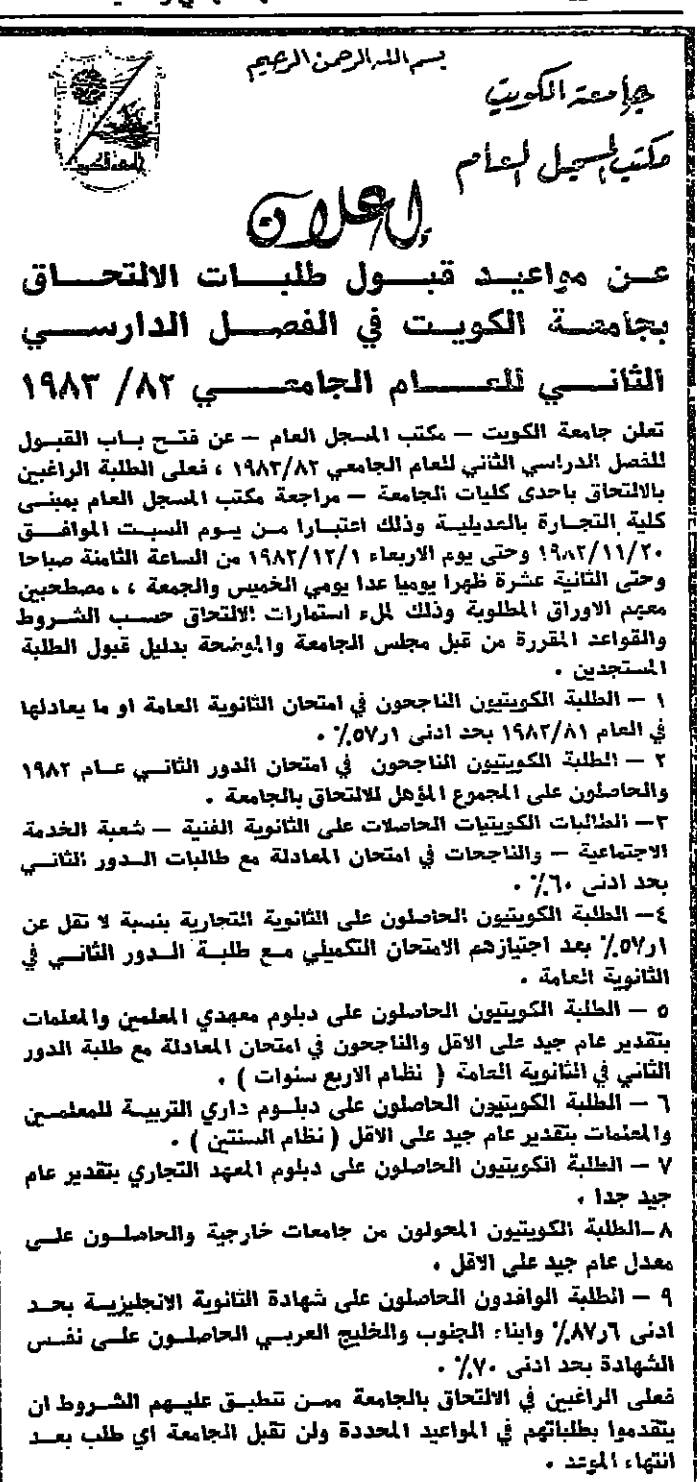 بسم الله الرحمن الرحيم
جامعة الكويت
مكتب المسجل العام
جامعة الكويت
إعلان
عن مواعيد قبول طلبات الالتحاق
بجامعة الكويت في الفصل الدارسي
الثاني للعام الجامعي ٨٢/ ١٩٨٣
تعلن جامعة الكويت — مكتب المسجل العام — عن فتح باب القبول
للفصل الدراسي الثاني للعام الجامعي ١٩٨٣/٨٢ ، فعلى الطلبة الراغبين
بالالتحاق باحدى كليات الجامعة — مراجعة مكتب المسجل العام بمبنى
كلية التجارة بالعديلية وذلك اعتبارا من يوم السبت الموافق
١٩٨٢/١١/٢٠ وحتى يوم الاربعاء ١٩٨٢/١٢/١ من الساعة الثامنة صباحا
وحتى الثانية عشرة ظهرا يوميا عدا يومي الخميس والجمعة ، ، مصطحبين
معهم الاوراق المطلوبة وذلك لملء استمارات الالتحاق حسب الشروط
والقواعد المقررة من قبل مجلس الجامعة والموضحة بدليل قبول الطلبة
المستجدين .
١ — الطلبة الكويتيون الناجحون في امتحان الثانوية العامة او ما يعادلها
في العام ١٩٨٢/٨١ بحد ادنى ٥٧٫١٪ .
٢ — الطلبة الكويتيون الناجحون في امتحان الدور الثاني عام ١٩٨٢
والحاصلون على المجموع المؤهل للالتحاق بالجامعة .
٣— الطالبات الكويتيات الحاصلات على الثانوية الفنية — شعبة الخدمة
الاجتماعية — والناجحات في امتحان المعادلة مع طالبات الدور الثاني
بحد ادنى ٦٠٪ .
٤— الطلبة الكويتيون الحاصلون على الثانوية التجارية بنسبة لا تقل عن
٥٧٫١٪ بعد اجتيازهم الامتحان التكميلي مع طلبة الدور الثاني في
الثانوية العامة .
٥ — الطلبة الكويتيون الحاصلون على دبلوم معهدي المعلمين والمعلمات
بتقدير عام جيد على الاقل والناجحون في امتحان المعادلة مع طلبة الدور
الثاني في الثانوية العامة ( نظام الاربع سنوات ) .
٦ — الطلبة الكويتيون الحاصلون على دبلوم داري التربية للمعلمين
والمعلمات بتقدير عام جيد على الاقل ( نظام السنتين ) .
٧ — الطلبة الكويتيون الحاصلون على دبلوم المعهد التجاري بتقدير عام
جيد جدا .
٨—الطلبة الكويتيون المحولون من جامعات خارجية والحاصلون على
معدل عام جيد على الاقل .
٩ — الطلبة الوافدون الحاصلون على شهادة الثانوية الانجليزية بحد
ادنى ٨٧٫٦٪ وابناء الجنوب والخليج العربي الحاصلون على نفس
الشهادة بحد ادنى ٧٠٪ .
فعلى الراغبين في الالتحاق بالجامعة ممن تنطبق عليهم الشروط ان
يتقدموا بطلباتهم في المواعيد المحددة ولن تقبل الجامعة اي طلب بعد
انتهاء الموعد .